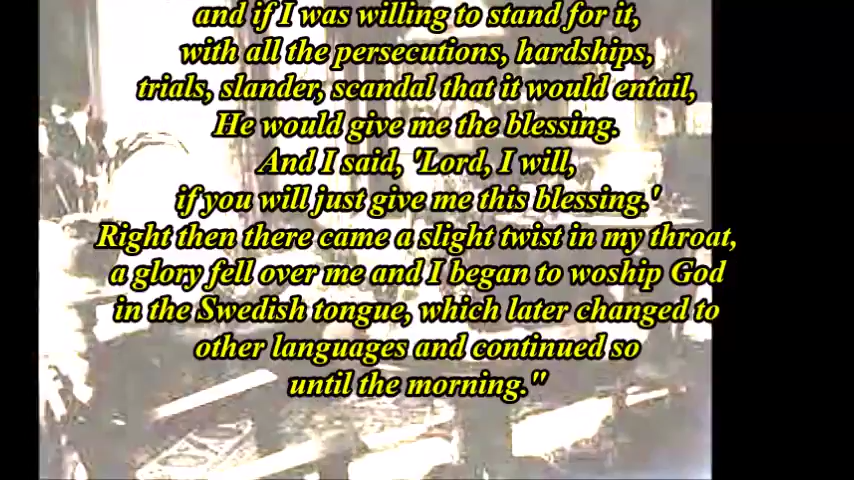 and if I was willing to stand for it,
with all the persecutions, hardships,
trials, slander, scandal that it would entail,
He would give me the blessing.
And I said, 'Lord, I will,
if you will just give me this blessing.'
Right then there came a slight twist in my throat,
a glory fell over me and I began to woship God
in the Swedish tongue, which later changed to
other languages and continued so
until the morning."